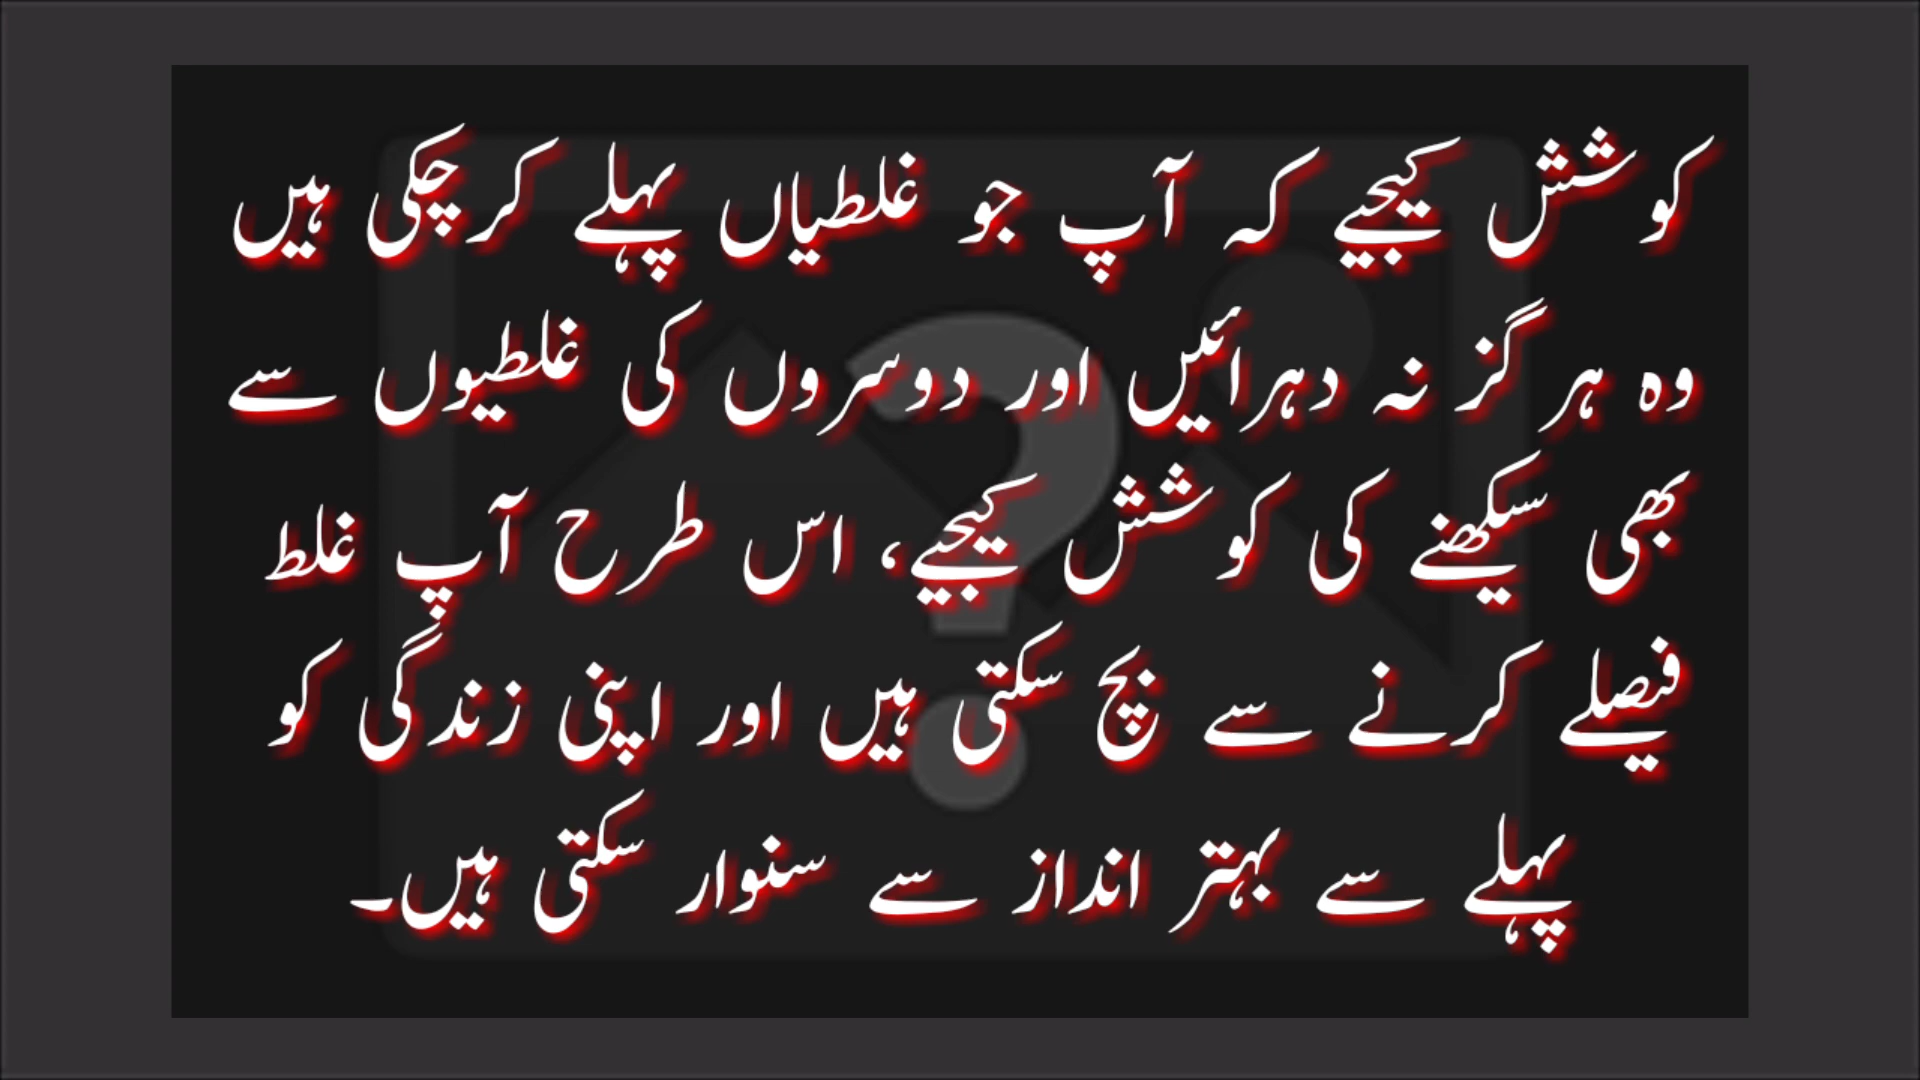 کوشش کیجیے کہ آپ جو غلطیاں پہلے کرچکی ہیں
وہ ہرگز نہ دہرائیں اور دوسروں کی غلطیوں سے
بھی سیکھنے کی کوشش کیجیے، اس طرح آپ غلط
فیصلے کرنے سے بچ سکتی ہیں اور اپنی زندگی کو
پہلے سے بہتر انداز سے سنوار سکتی ہیں۔